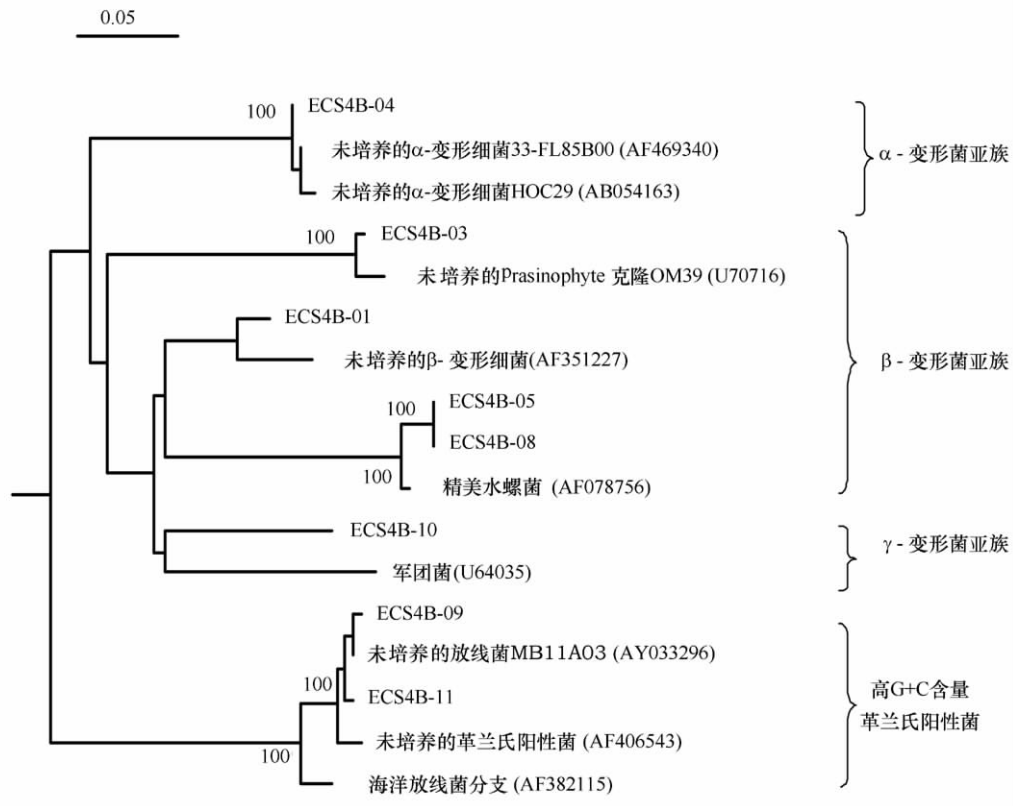 0.05
100
ECS4B-04
未培养的α-变形细菌33-FL85B00 (AF469340)
未培养的α-变形细菌HOC29 (AB054163)
α - 变形菌亚族
100
ECS4B-03
未培养的Prasinophyte 克隆OM39 (U70716)
ECS4B-01
未培养的β- 变形细菌(AF351227)
β - 变形菌亚族
100
ECS4B-05
ECS4B-08
100
精美水螺菌 (AF078756)
ECS4B-10
军团菌(U64035)
γ - 变形菌亚族
ECS4B-09
未培养的放线菌MB11A03 (AY033296)
100
ECS4B-11
未培养的革兰氏阳性菌 (AF406543)
100
海洋放线菌分支 (AF382115)
高G+C含量
革兰氏阳性菌